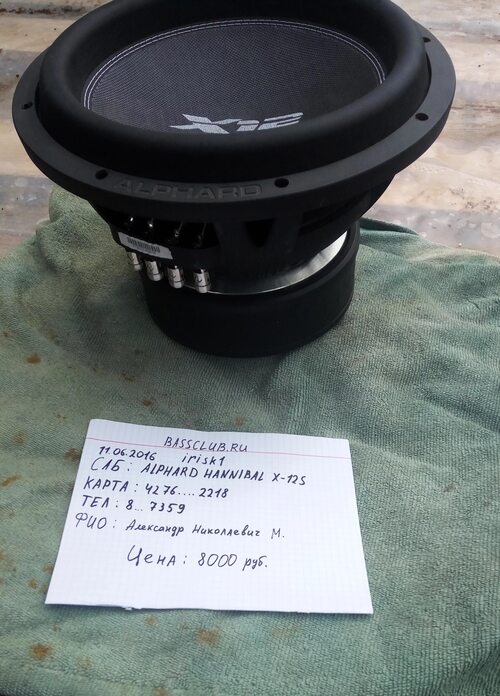 X12
ALPHARD
BASSCLUB.RU
11.06.2016 irisk1
САБ: ALPHARD HANNIBAL X-12S
КАРТА: 4276....2218
ТЕЛ: 8...7359
ФИО: Александр Николаевич М.
ЦЕНА: 8000 руб.